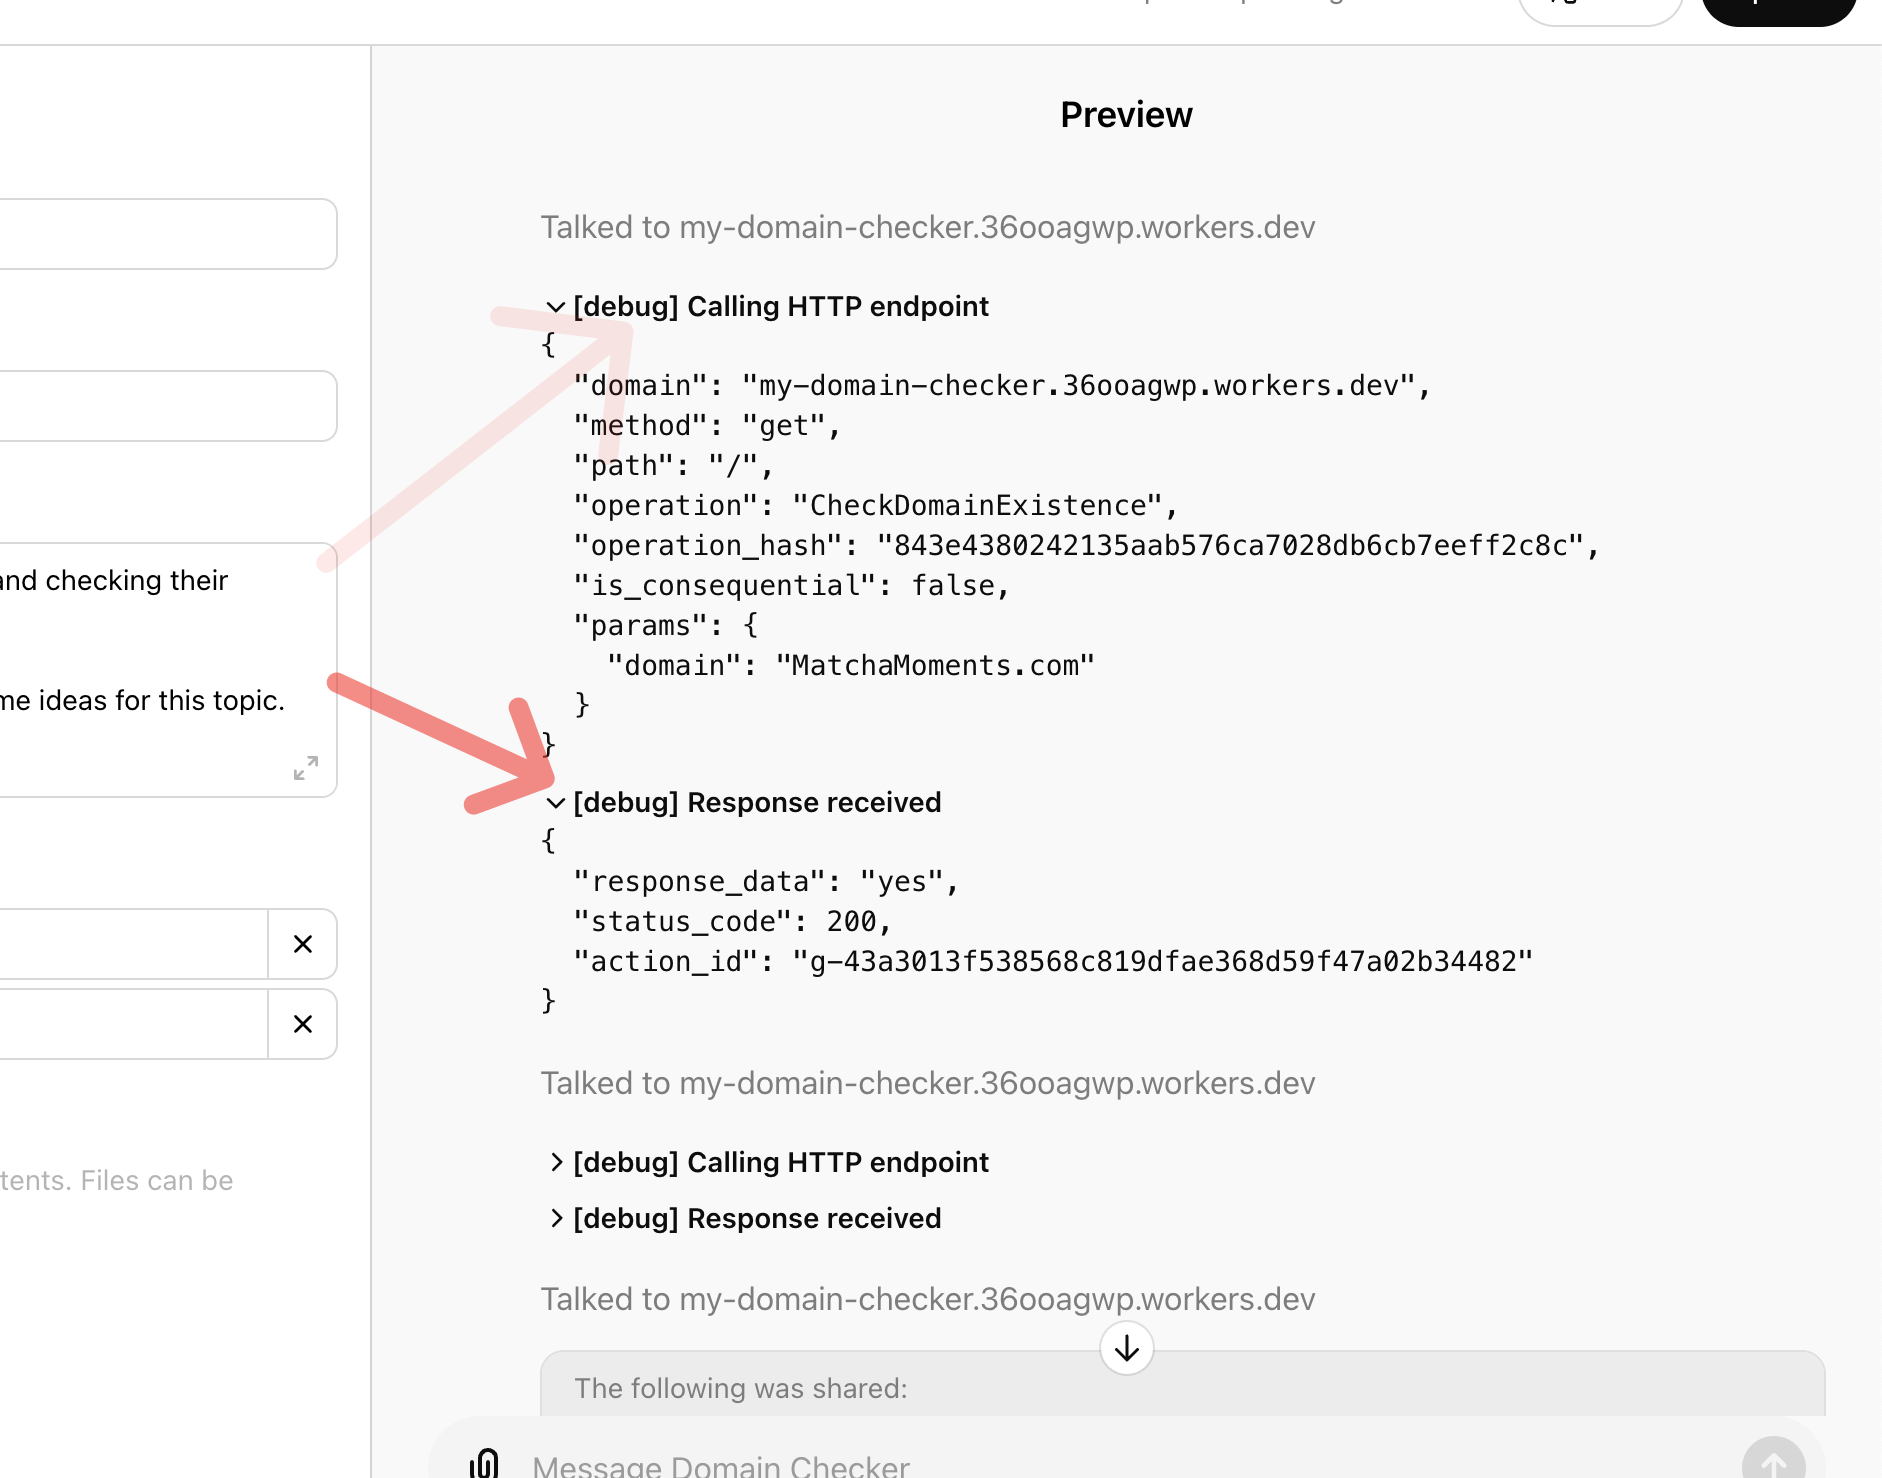 Preview
Talked to my-domain-checker.36ooagwp.workers.dev
[debug] Calling HTTP endpoint
{
"domain": "my-domain-checker.36ooagwp.workers.dev",
"method": "get",
"path": "/",
"operation": "CheckDomainExistence",
"operation_hash": "843e4380242135aab576ca7028db6cb7eeff2c8c",
"is_consequential": false,
"params": {
"domain": "MatchaMoments.com"
}
}
[debug] Response received
{
"response_data": "yes",
"status_code": 200,
"action_id": "g-43a3013f538568c819dfae368d59f47a02b34482"
}
Talked to my-domain-checker.36ooagwp.workers.dev
[debug] Calling HTTP endpoint
[debug] Response received
Talked to my-domain-checker.36ooagwp.workers.dev
The following was shared:
Message Domain Checker
and checking their
me ideas for this topic.
tents. Files can be